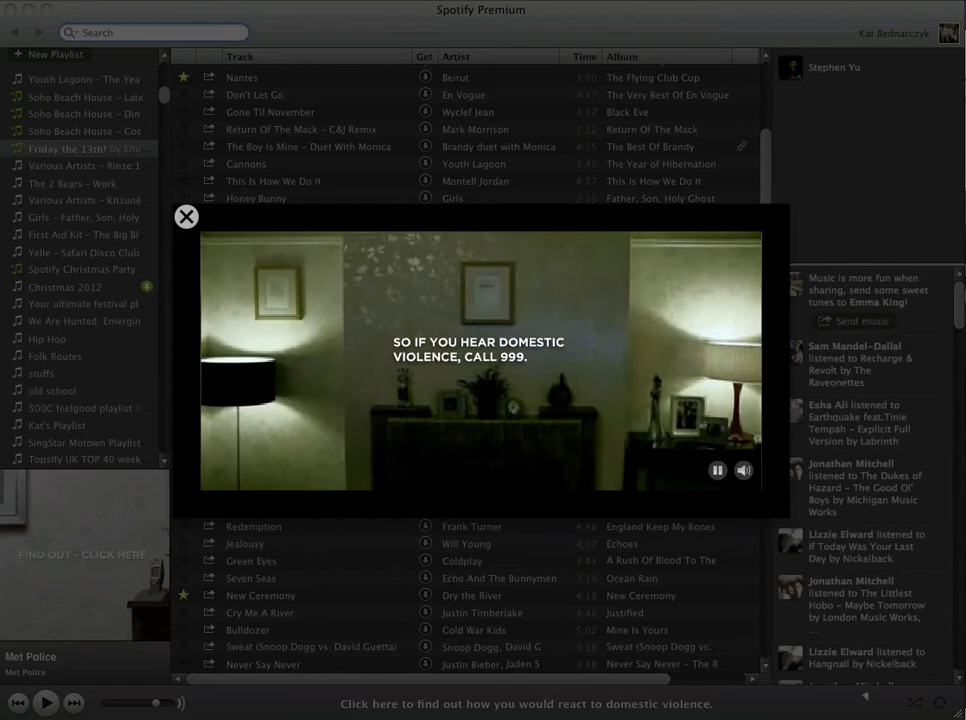 Spotify Premium
Search
Kat Bednarczyk
New Playlist
Youth Lagoon – The Yea
Soho Beach House – Late
Soho Beach House – Din
Soho Beach House – Coc
Friday the 13th! by Emi
Various Artists – Rinse:1
The 2 Bears – Work
Various Artists – Kitsuné
Girls – Father, Son, Holy
First Aid Kit – The Big Bl
Yelle – Safari Disco Club
Spotify Christmas Party
Christmas 2012
Your ultimate festival pl
We Are Hunted. Emergin
Hip Hop
Folk Routes
stuffs
old school
500C feelgood playlist
Kat's Playlist
SingStar Motown Playlist
Topsify UK TOP 40 week
FIND OUT – CLICK HERE
Met Police
Met Police
Track Get Artist Time Album
Nantes Beirut 3:50 The Flying Club Cup
Don't Let Go En Vogue 4:47 The Very Best Of En Vogue
Gone Til November Wyclef Jean 3:37 Black Eve
Return Of The Mack – C&J Remix Mark Morrison 7:22 Return Of The Mack
The Boy Is Mine – Duet With Monica Brandy duet with Monica 4:55 The Best Of Brandy
Cannons Youth Lagoon 3:45 The Year of Hibernation
This Is How We Do It Montell Jordan 4:37 This Is How We Do It
Honey Bunny Girls 2:33 Father, Son, Holy Ghost
SO IF YOU HEAR DOMESTIC
VIOLENCE, CALL 999.
Redemption Frank Turner 4:48 England Keep My Bones
Jealousy Will Young 4:07 Echoes
Green Eyes Coldplay 3:43 A Rush Of Blood To The
Seven Seas Echo And The Bunnymen 3:19 Ocean Rain
New Ceremony Dry the River 4:18 New Ceremony
Cry Me A River Justin Timberlake 4:46 Justified
Bulldozer Cold War Kids 5:02 Mine Is Yours
Sweat (Snoop Dogg vs. David Guetta) Snoop Dogg, David G 3:16 Sweat (Snoop Dogg vs.
Never Say Never Justin Bieber, Jaden S 3:48 Never Say Never – The R
Stephen Yu
Music is more fun when
sharing, send some sweet
tunes to Emma King!
Send music
Sam Mandel-Dallal
listened to Recharge &
Revolt by The
Raveonettes
Esha Ali listened to
Earthquake feat.Tinie
Tempah – Explicit Full
Version by Labrinth
Jonathan Mitchell
listened to The Dukes of
Hazard – The Good Ol'
Boys by Michigan Music
Works
Lizzie Elward listened to
If Today Was Your Last
Day by Nickelback
Jonathan Mitchell
listened to The Littlest
Hobo – Maybe Tomorrow
by London Music Works,
...
Lizzie Elward listened to
Hangnail by Nickelback
Click here to find out how you would react to domestic violence.